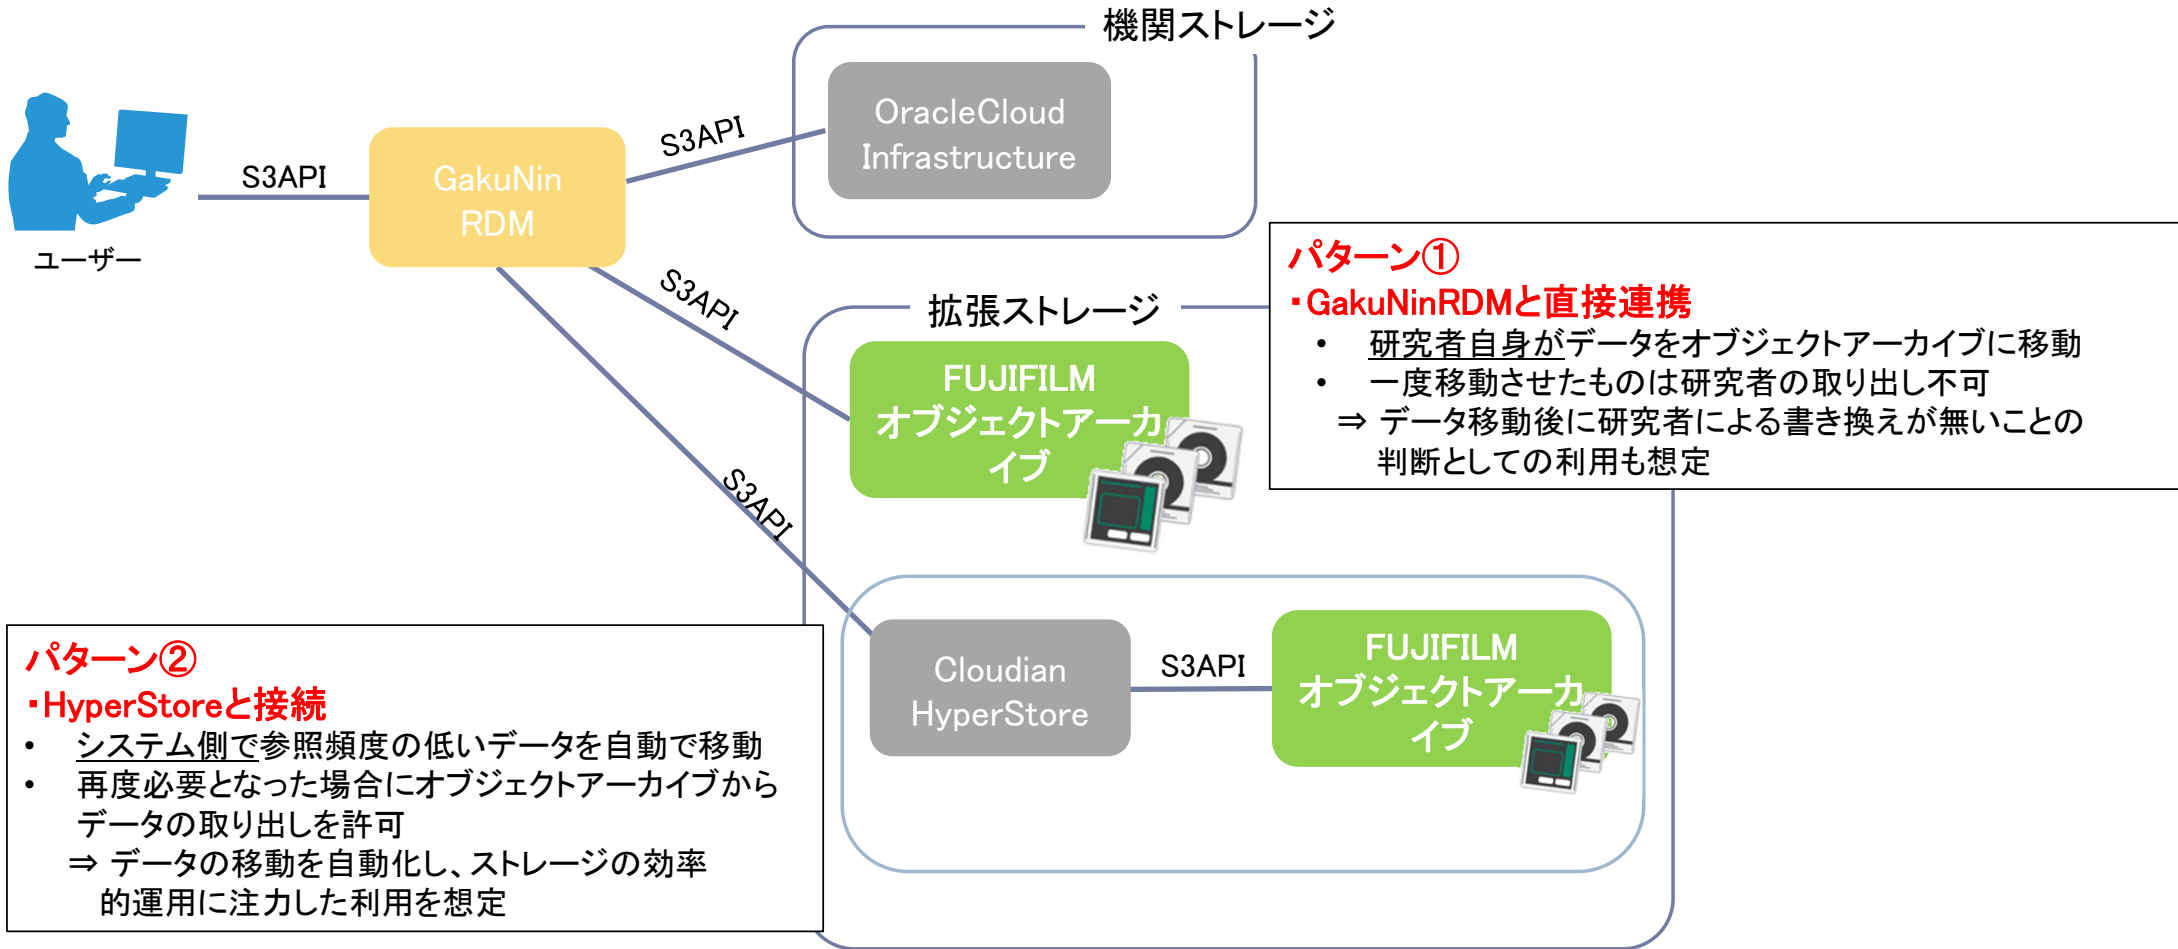 機関ストレージ
OracleCloud
Infrastructure
S3API
S3API
GakuNin
RDM
ユーザー
S3API
拡張ストレージ
FUJIFILM
オブジェクトアーカ
イブ
パターン①
・GakuNinRDMと直接連携
• 研究者自身がデータをオブジェクトアーカイブに移動
• 一度移動させたものは研究者の取り出し不可
⇒ データ移動後に研究者による書き換えが無いことの
判断としての利用も想定
S3API
Cloudian
HyperStore
S3API
FUJIFILM
オブジェクトアーカ
イブ
パターン②
・HyperStoreと接続
• システム側で参照頻度の低いデータを自動で移動
• 再度必要となった場合にオブジェクトアーカイブから
データの取り出しを許可
⇒ データの移動を自動化し、ストレージの効率
的運用に注力した利用を想定